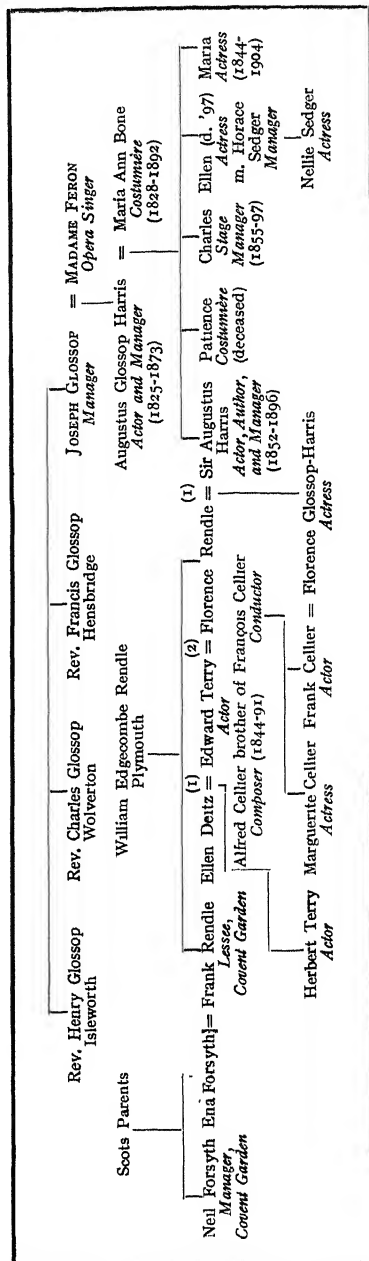 Rev. Henry Glossop
Isleworth
Rev. Charles Glossop
Wolverton
Rev. Francis Glossop
Hensbridge
JOSEPH GLOSSOP = MADAME FERON
Manager
Opera Singer
Scots Parents
William Edgecombe Rendle
Plymouth
Augustus Glossop Harris = Maria Ann Bone
Actor and Manager
Costumière
(1825-1873)
(1828-1892)
Neil Forsyth
Manager,
Covent Garden
Ena Forsyth] = Frank Rendle
Lessee,
Covent Garden
(1)
(2)
(1)
Ellen Deitz = Edward Terry = Florence Rendle = Sir Augustus
Harris
Actor
Actor, Author,
and Manager
(1852-1896)
Patience
Costumière
(deceased)
Charles
Stage
Manager
(1855-97)
Ellen (d. '97)
Actress
m. Horace
Sedger
Manager
Maria
Actress
(1844-
1904)
Alfred Cellier brother of François Cellier
Composer (1844-91)
Conductor
Nellie Sedger
Actress
Herbert Terry
Actor
Marguerite Cellier
Actress
Frank Cellier = Florence Glossop-Harris
Actor
Actress